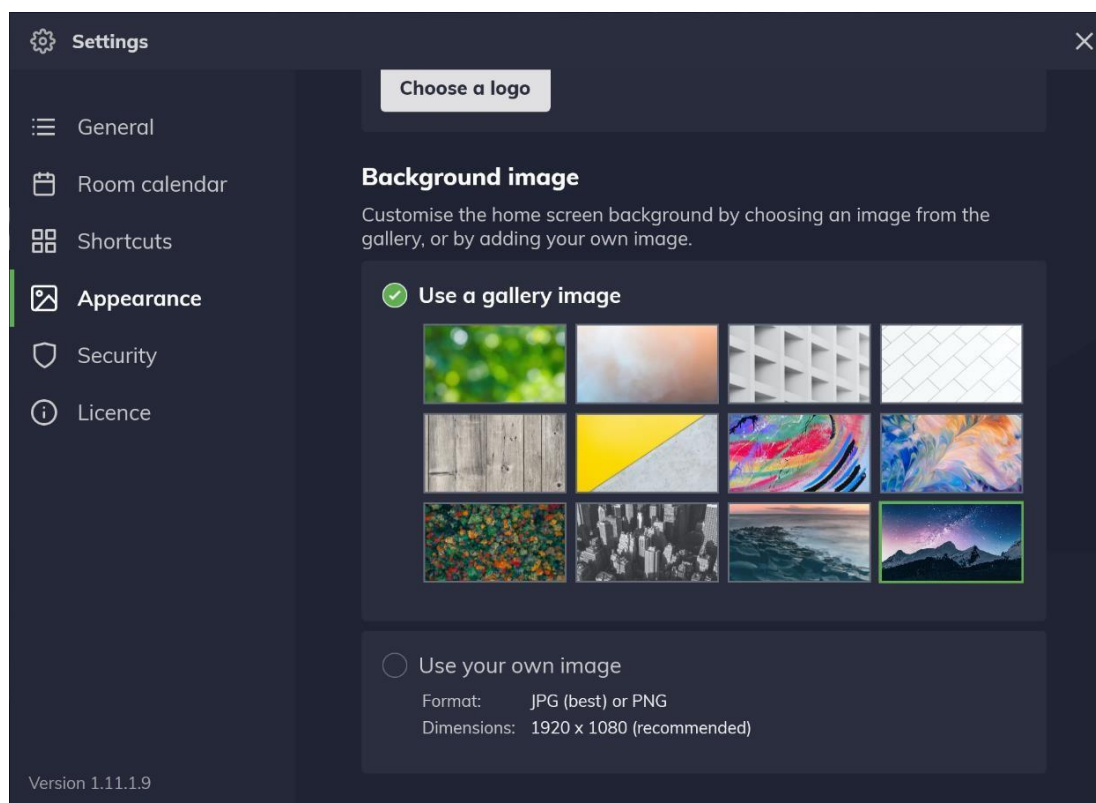 Settings
General
Room calendar
Shortcuts
Appearance
Security
Licence
Version 1.11.1.9
Choose a logo
Background image
Customise the home screen background by choosing an image from the
gallery, or by adding your own image.
Use a gallery image
Use your own image
Format: JPG (best) or PNG
Dimensions: 1920 x 1080 (recommended)